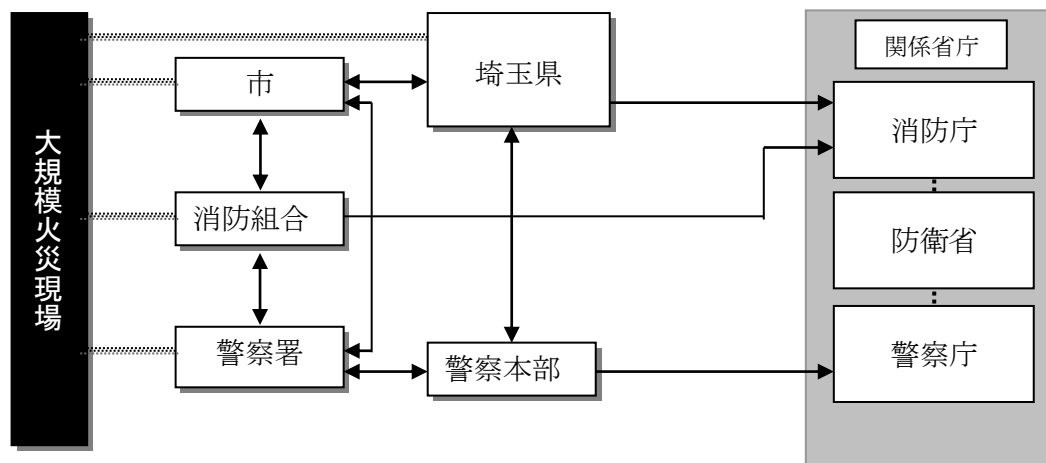 大規模火災現場
市
消防組合
警察署
埼玉県
警察本部
関係省庁
消防庁
防衛省
警察庁